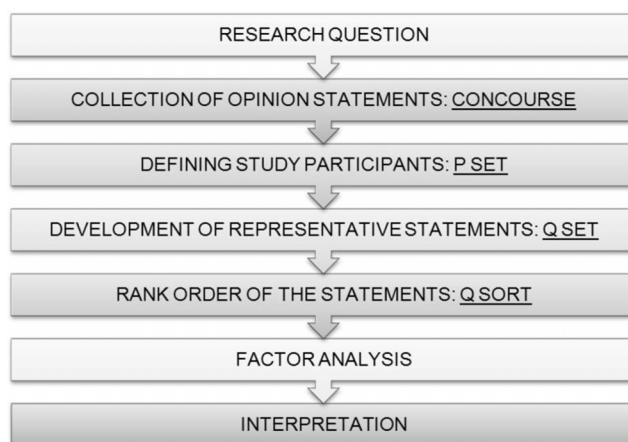 RESEARCH QUESTION
COLLECTION OF OPINION STATEMENTS: CONCOURSE
DEFINING STUDY PARTICIPANTS: P SET
DEVELOPMENT OF REPRESENTATIVE STATEMENTS: Q SET
RANK ORDER OF THE STATEMENTS: Q SORT
FACTOR ANALYSIS
INTERPRETATION